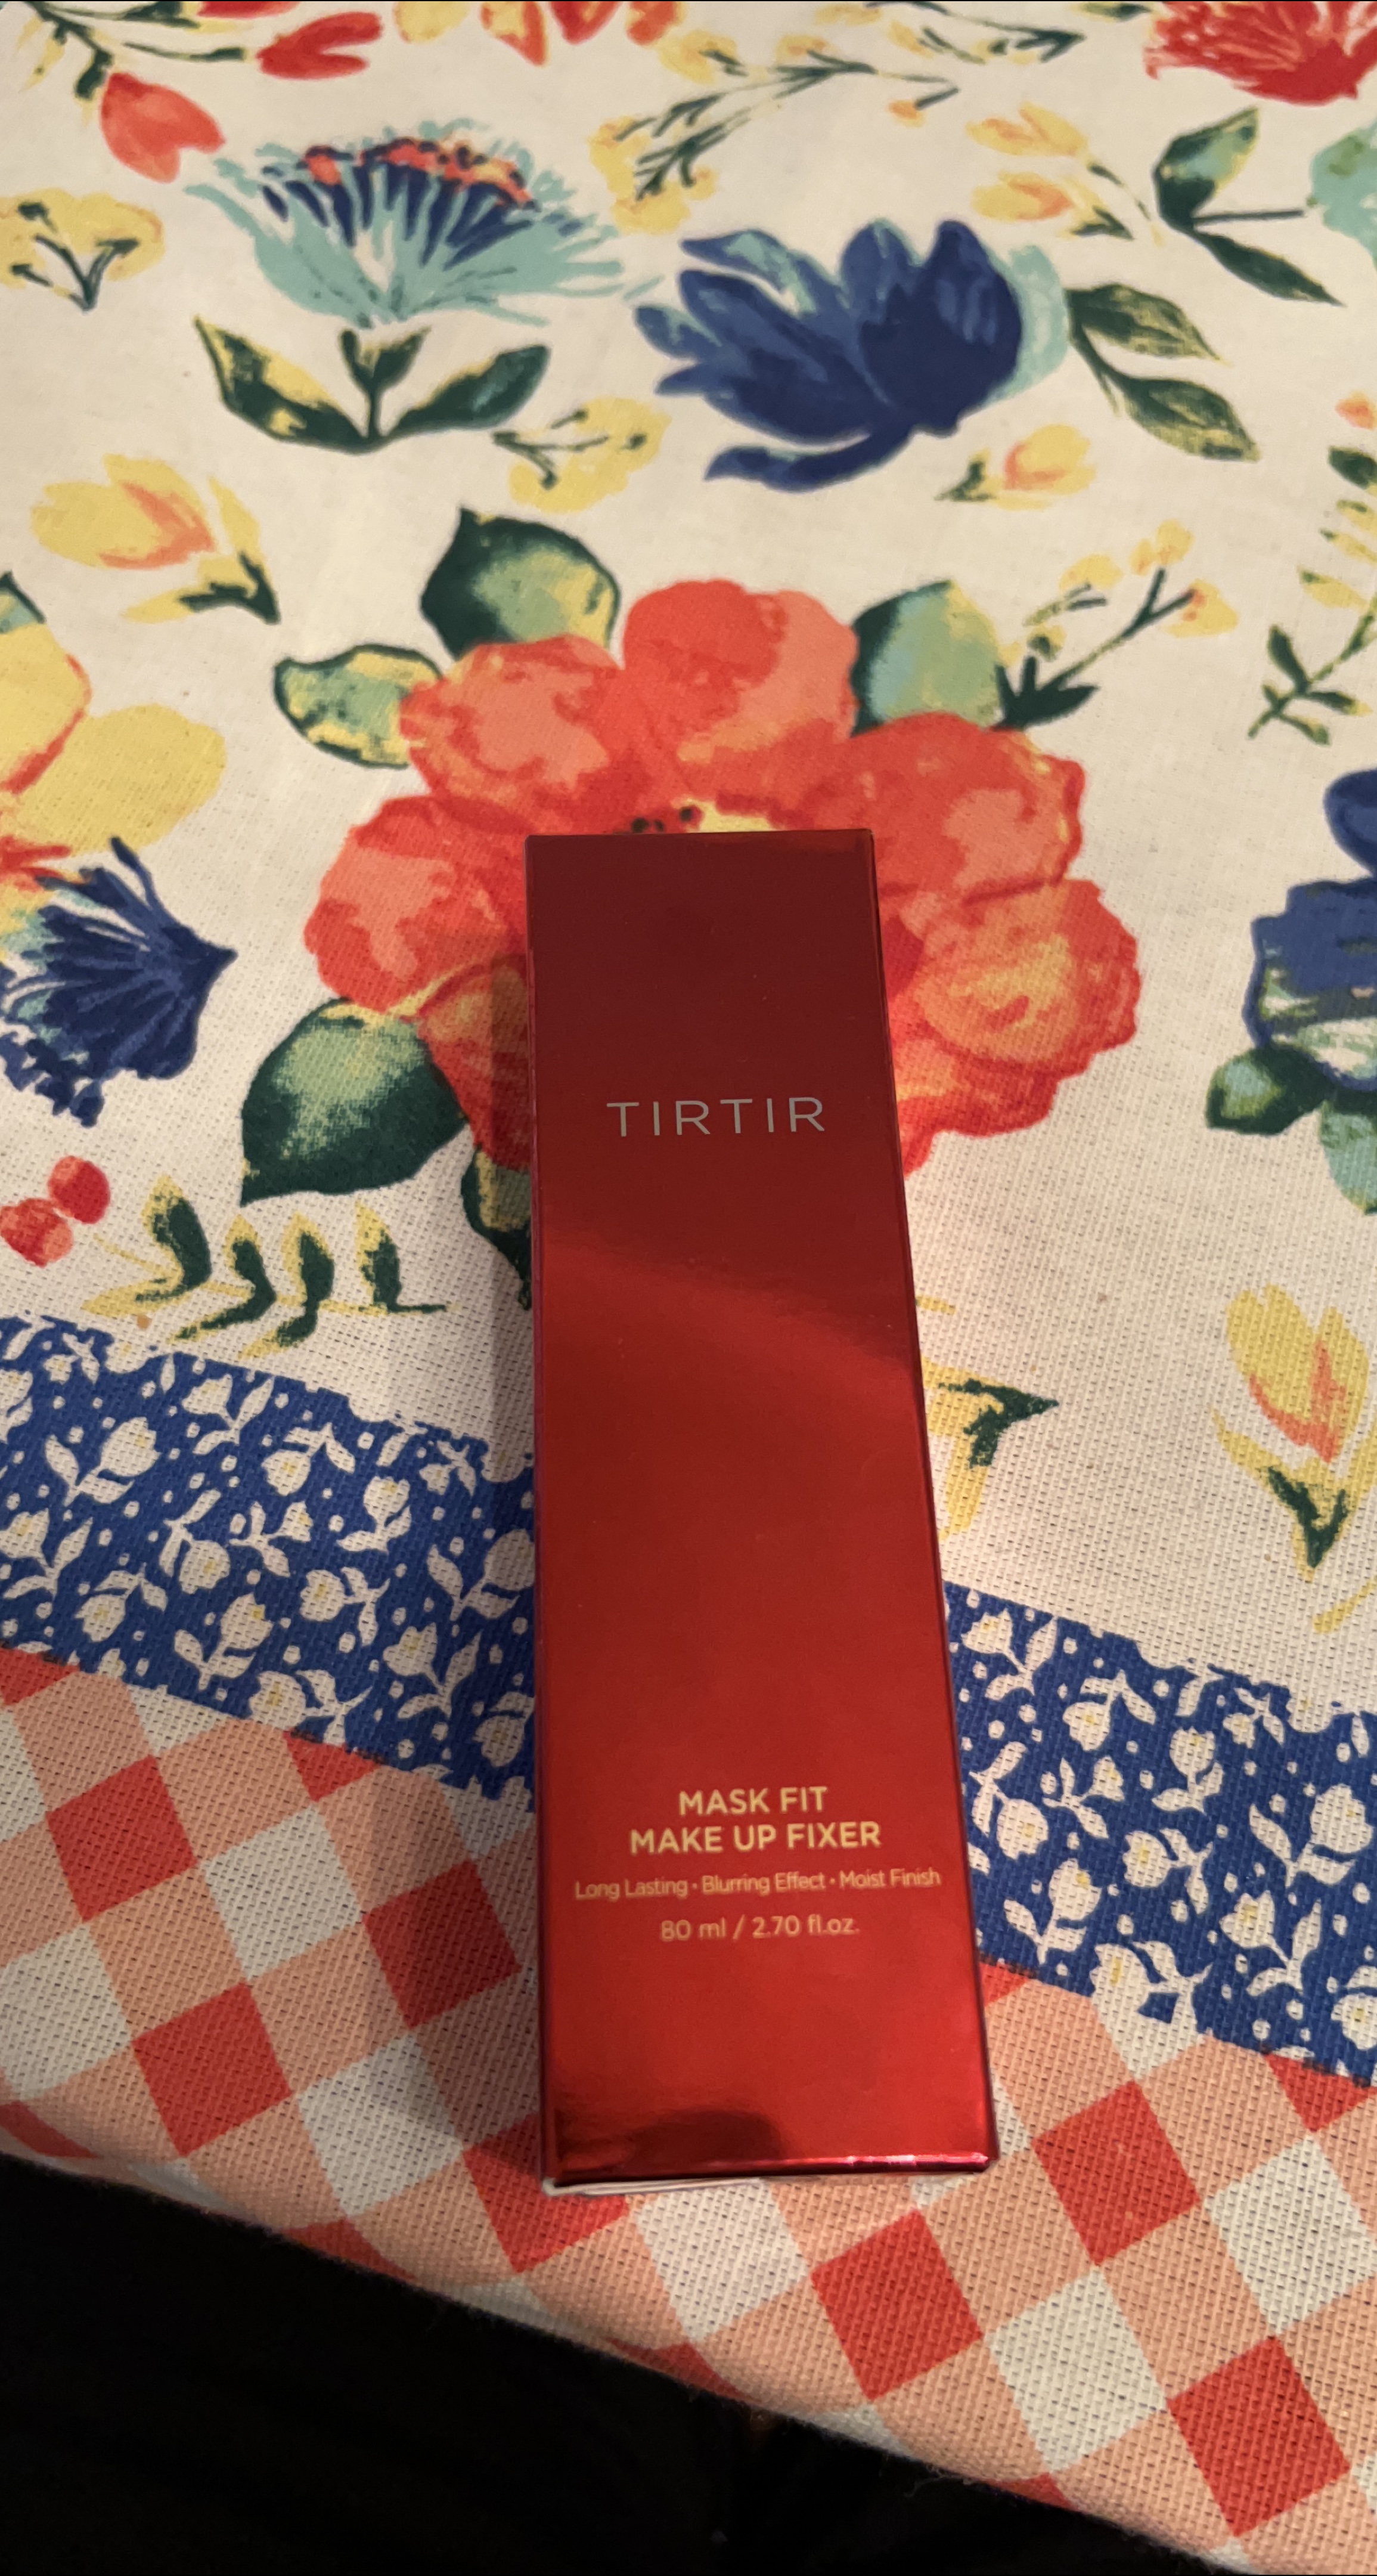 TIRTIR
MASK FIT
MAKE UP FIXER
Long Lasting • Blurring Effect • Moist Finish
80 ml / 2.70 fl.oz.